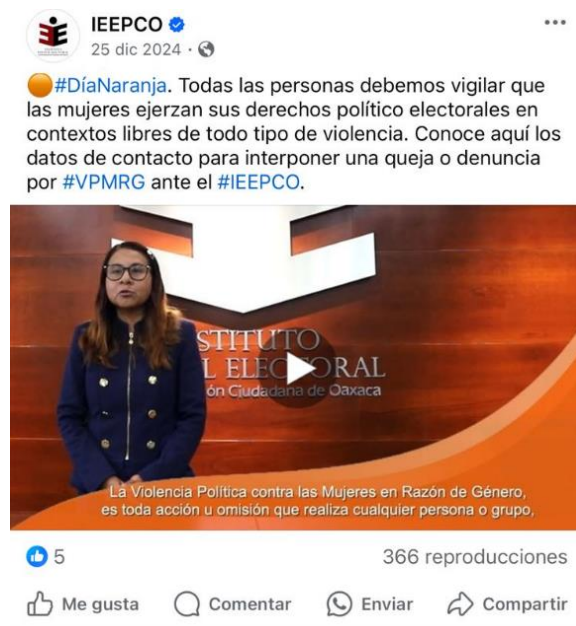 IEEPCO
25 dic 2024 ·
#DíaNaranja. Todas las personas debemos vigilar que
las mujeres ejerzan sus derechos político electorales en
contextos libres de todo tipo de violencia. Conoce aquí los
datos de contacto para interponer una queja o denuncia
por #VPMRG ante el #IEEPCO.
STITUTO
L ELEC ORAL
ón Ciudadana de Oaxaca
La Violencia Política contra las Mujeres en Razón de Género,
es toda acción u omisión que realiza cualquier persona o grupo,
5
366 reproducciones
Me gusta
Comentar
Enviar
Compartir